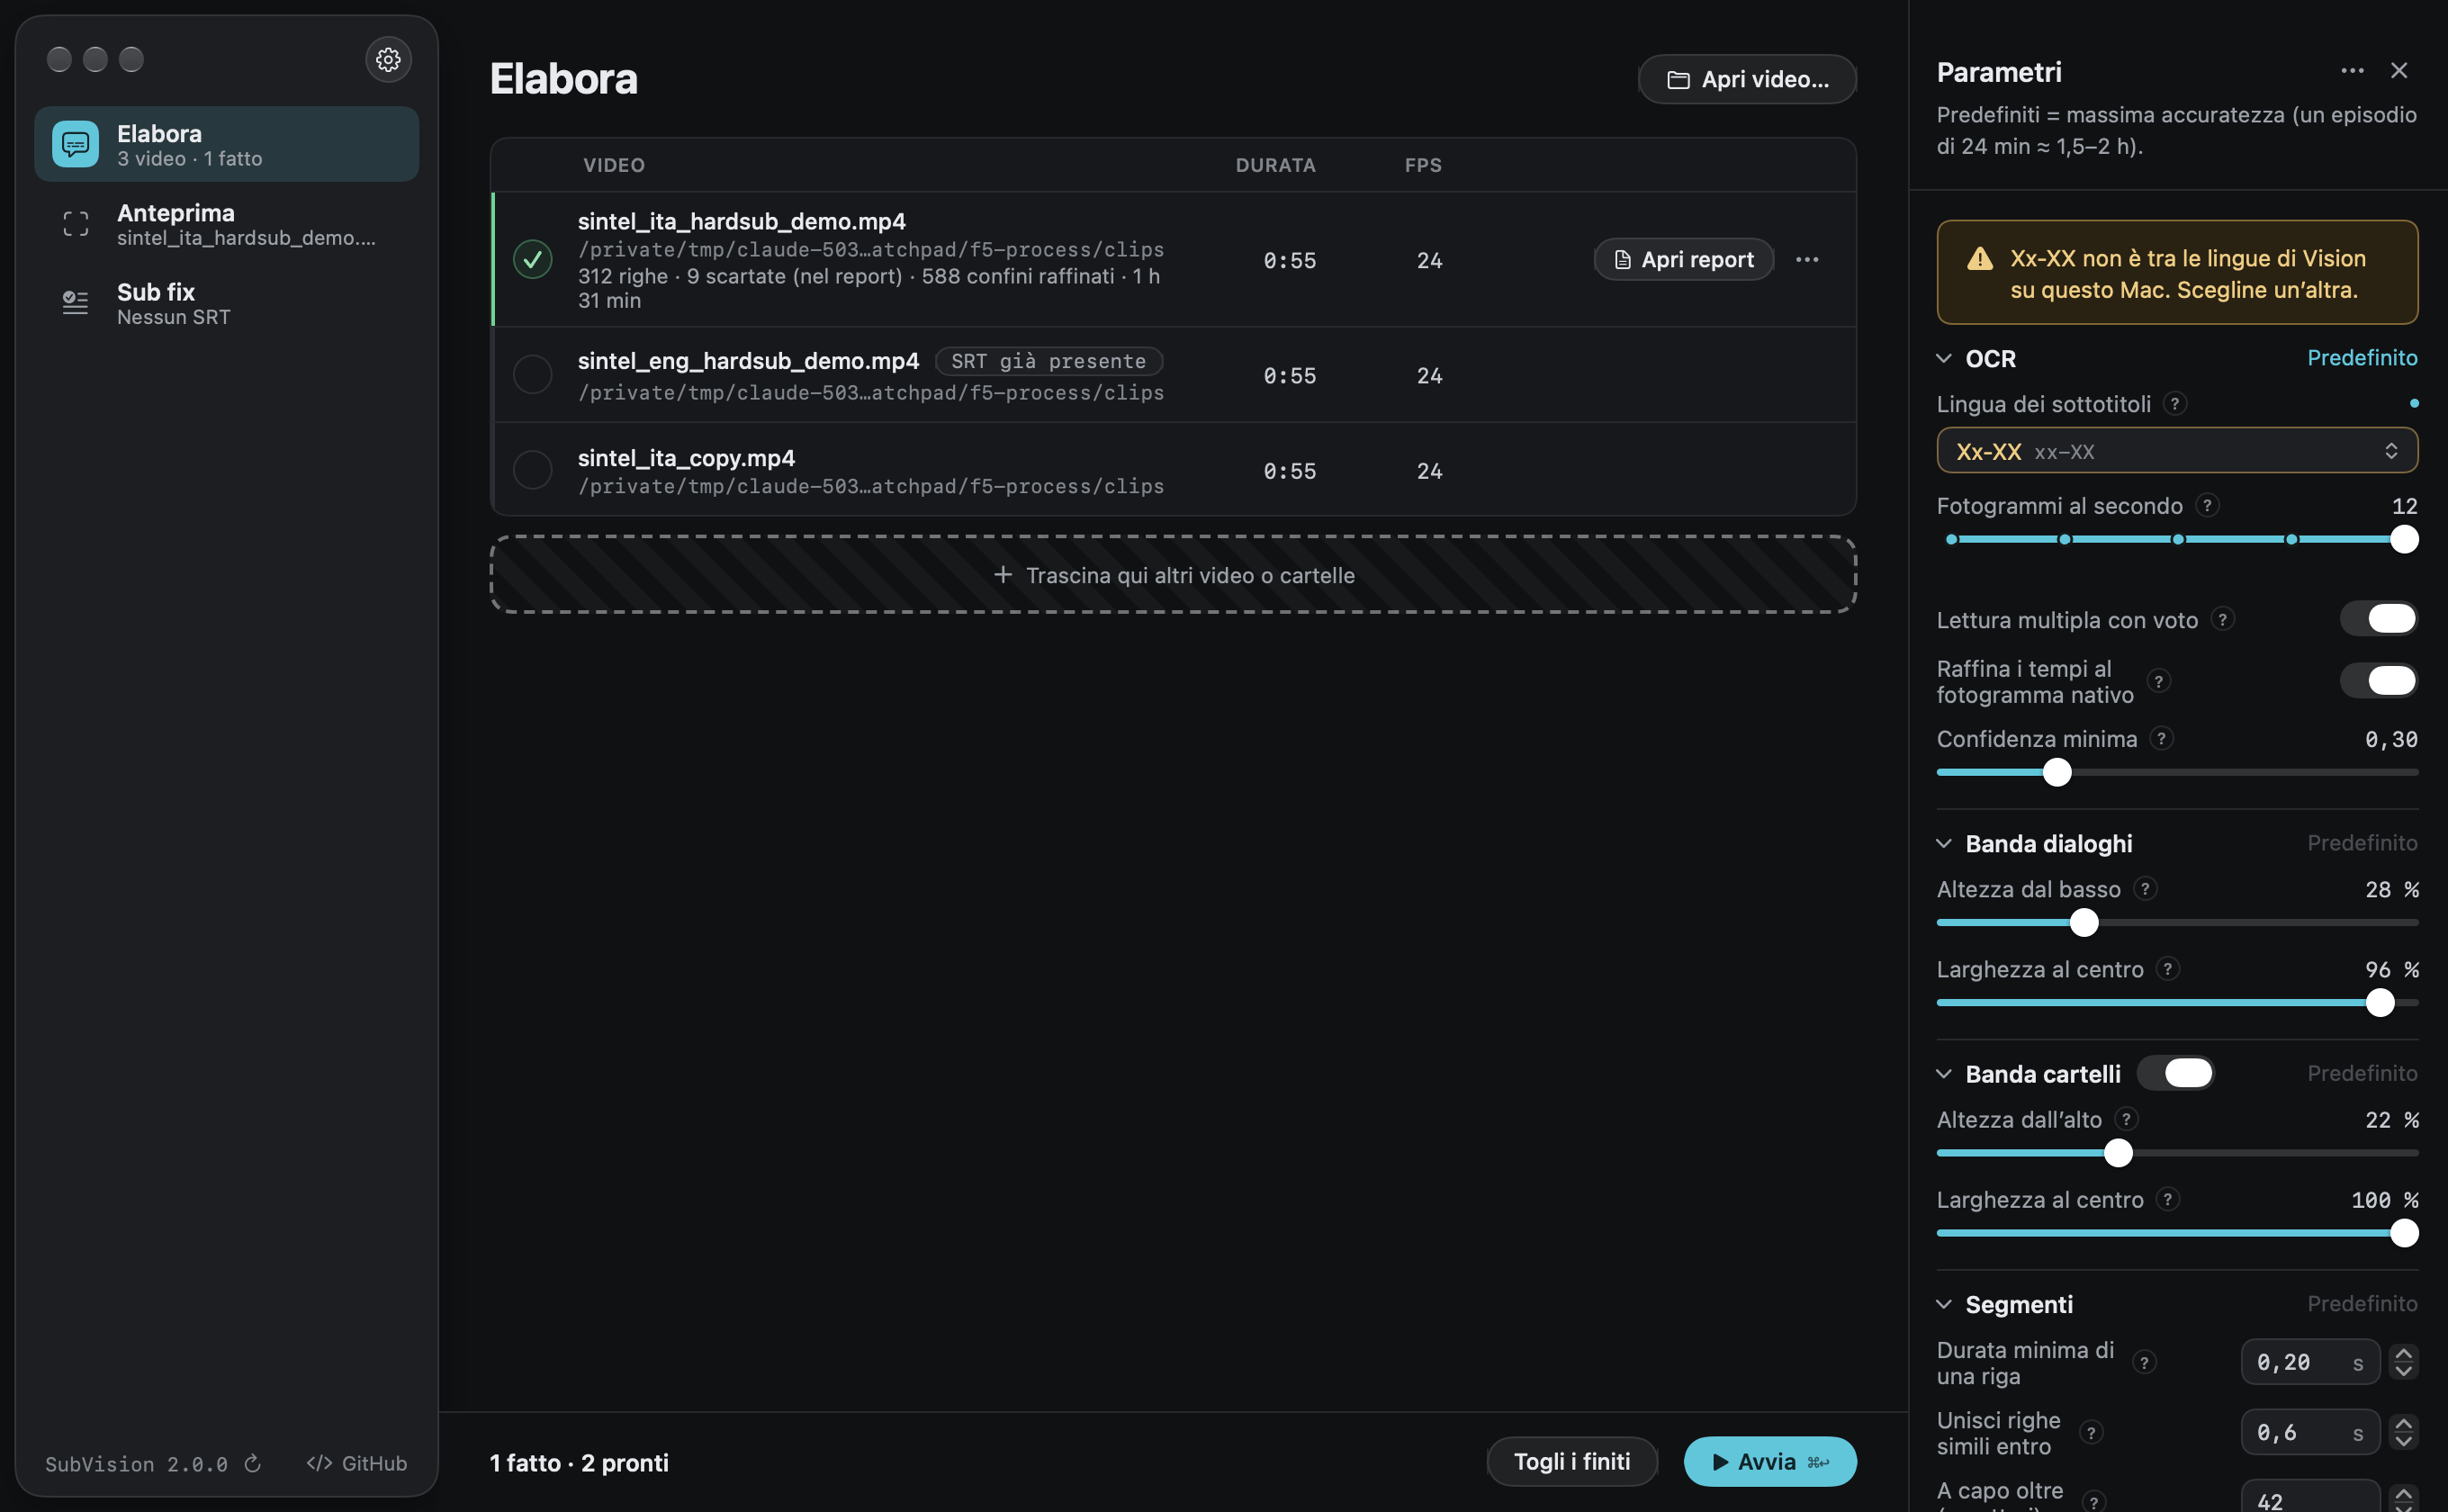 Elabora
3 video · 1 fatto
Anteprima
sintel_ita_hardsub_demo....
Sub fix
Nessun SRT
SubVision 2.0.0
</> GitHub
Elabora
Apri video...
VIDEO DURATA FPS
sintel_ita_hardsub_demo.mp4
/private/tmp/claude-503…atchpad/f5-process/clips
312 righe · 9 scartate (nel report) · 588 confini raffinati · 1 h
31 min
0:55 24
Apri report
sintel_eng_hardsub_demo.mp4 SRT già presente
/private/tmp/claude-503…atchpad/f5-process/clips
0:55 24
sintel_ita_copy.mp4
/private/tmp/claude-503…atchpad/f5-process/clips
0:55 24
+ Trascina qui altri video o cartelle
1 fatto · 2 pronti
Togli i finiti
Avvia ⌘↩
Parametri
Predefiniti = massima accuratezza (un episodio
di 24 min ≈ 1,5–2 h).
Xx-XX non è tra le lingue di Vision
su questo Mac. Scegline un’altra.
OCR Predefinito
Lingua dei sottotitoli ?
Xx-XX xx-XX
Fotogrammi al secondo ? 12
Lettura multipla con voto ?
Raffina i tempi al
fotogramma nativo ?
Confidenza minima ? 0,30
Banda dialoghi Predefinito
Altezza dal basso ? 28 %
Larghezza al centro ? 96 %
Banda cartelli Predefinito
Altezza dall’alto ? 22 %
Larghezza al centro ? 100 %
Segmenti Predefinito
Durata minima di
una riga ? 0,20 s
Unisci righe
simili entro ? 0,6 s
A capo oltre
? 42